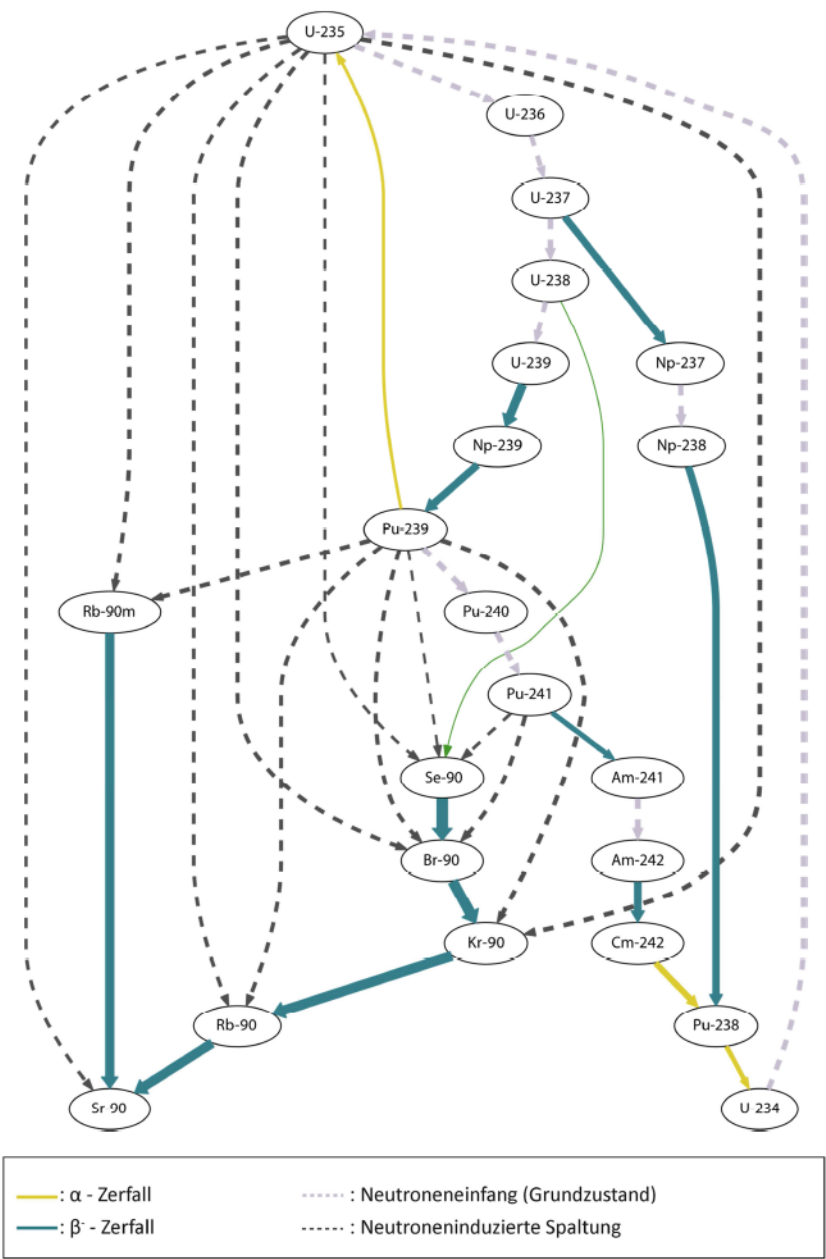 U-235
U-236
U-237
U-238
U-239
Np-237
Np-239
Np-238
Pu-239
Rb-90m
Pu-240
Pu-241
Se-90
Am-241
Br-90
Am-242
Kr-90
Cm-242
Rb-90
Pu-238
Sr-90
U-234
: α - Zerfall
: Neutroneneinfang (Grundzustand)
: β⁻ - Zerfall
: Neutroneninduzierte Spaltung